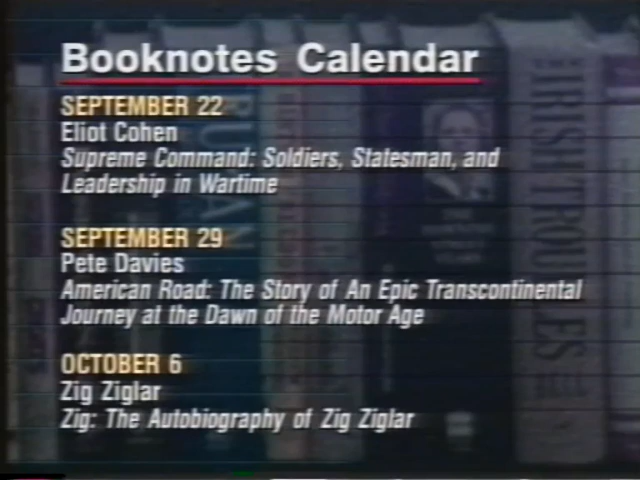 Booknotes Calendar
SEPTEMBER 22
Eliot Cohen
Supreme Command: Soldiers, Statesman, and
Leadership in Wartime
SEPTEMBER 29
Pete Davies
American Road: The Story of An Epic Transcontinental
Journey at the Dawn of the Motor Age
OCTOBER 6
Zig Ziglar
Zig: The Autobiography of Zig Ziglar
IRISH TROUBLES